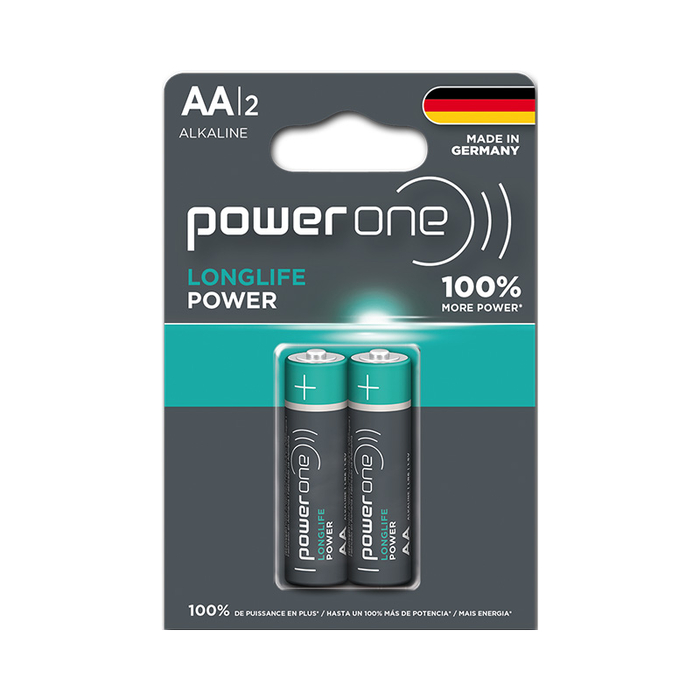 AA|2
ALKALINE
MADE IN
GERMANY
power one
LONGLIFE
POWER
100%
MORE POWER*
+
+
power one
LONGLIFE
POWER
AA
power one
LONGLIFE
POWER
AA
100% DE PUISSANCE EN PLUS* / HASTA UN 100% MÁS DE POTENCIA* / MAIS ENERGIA*